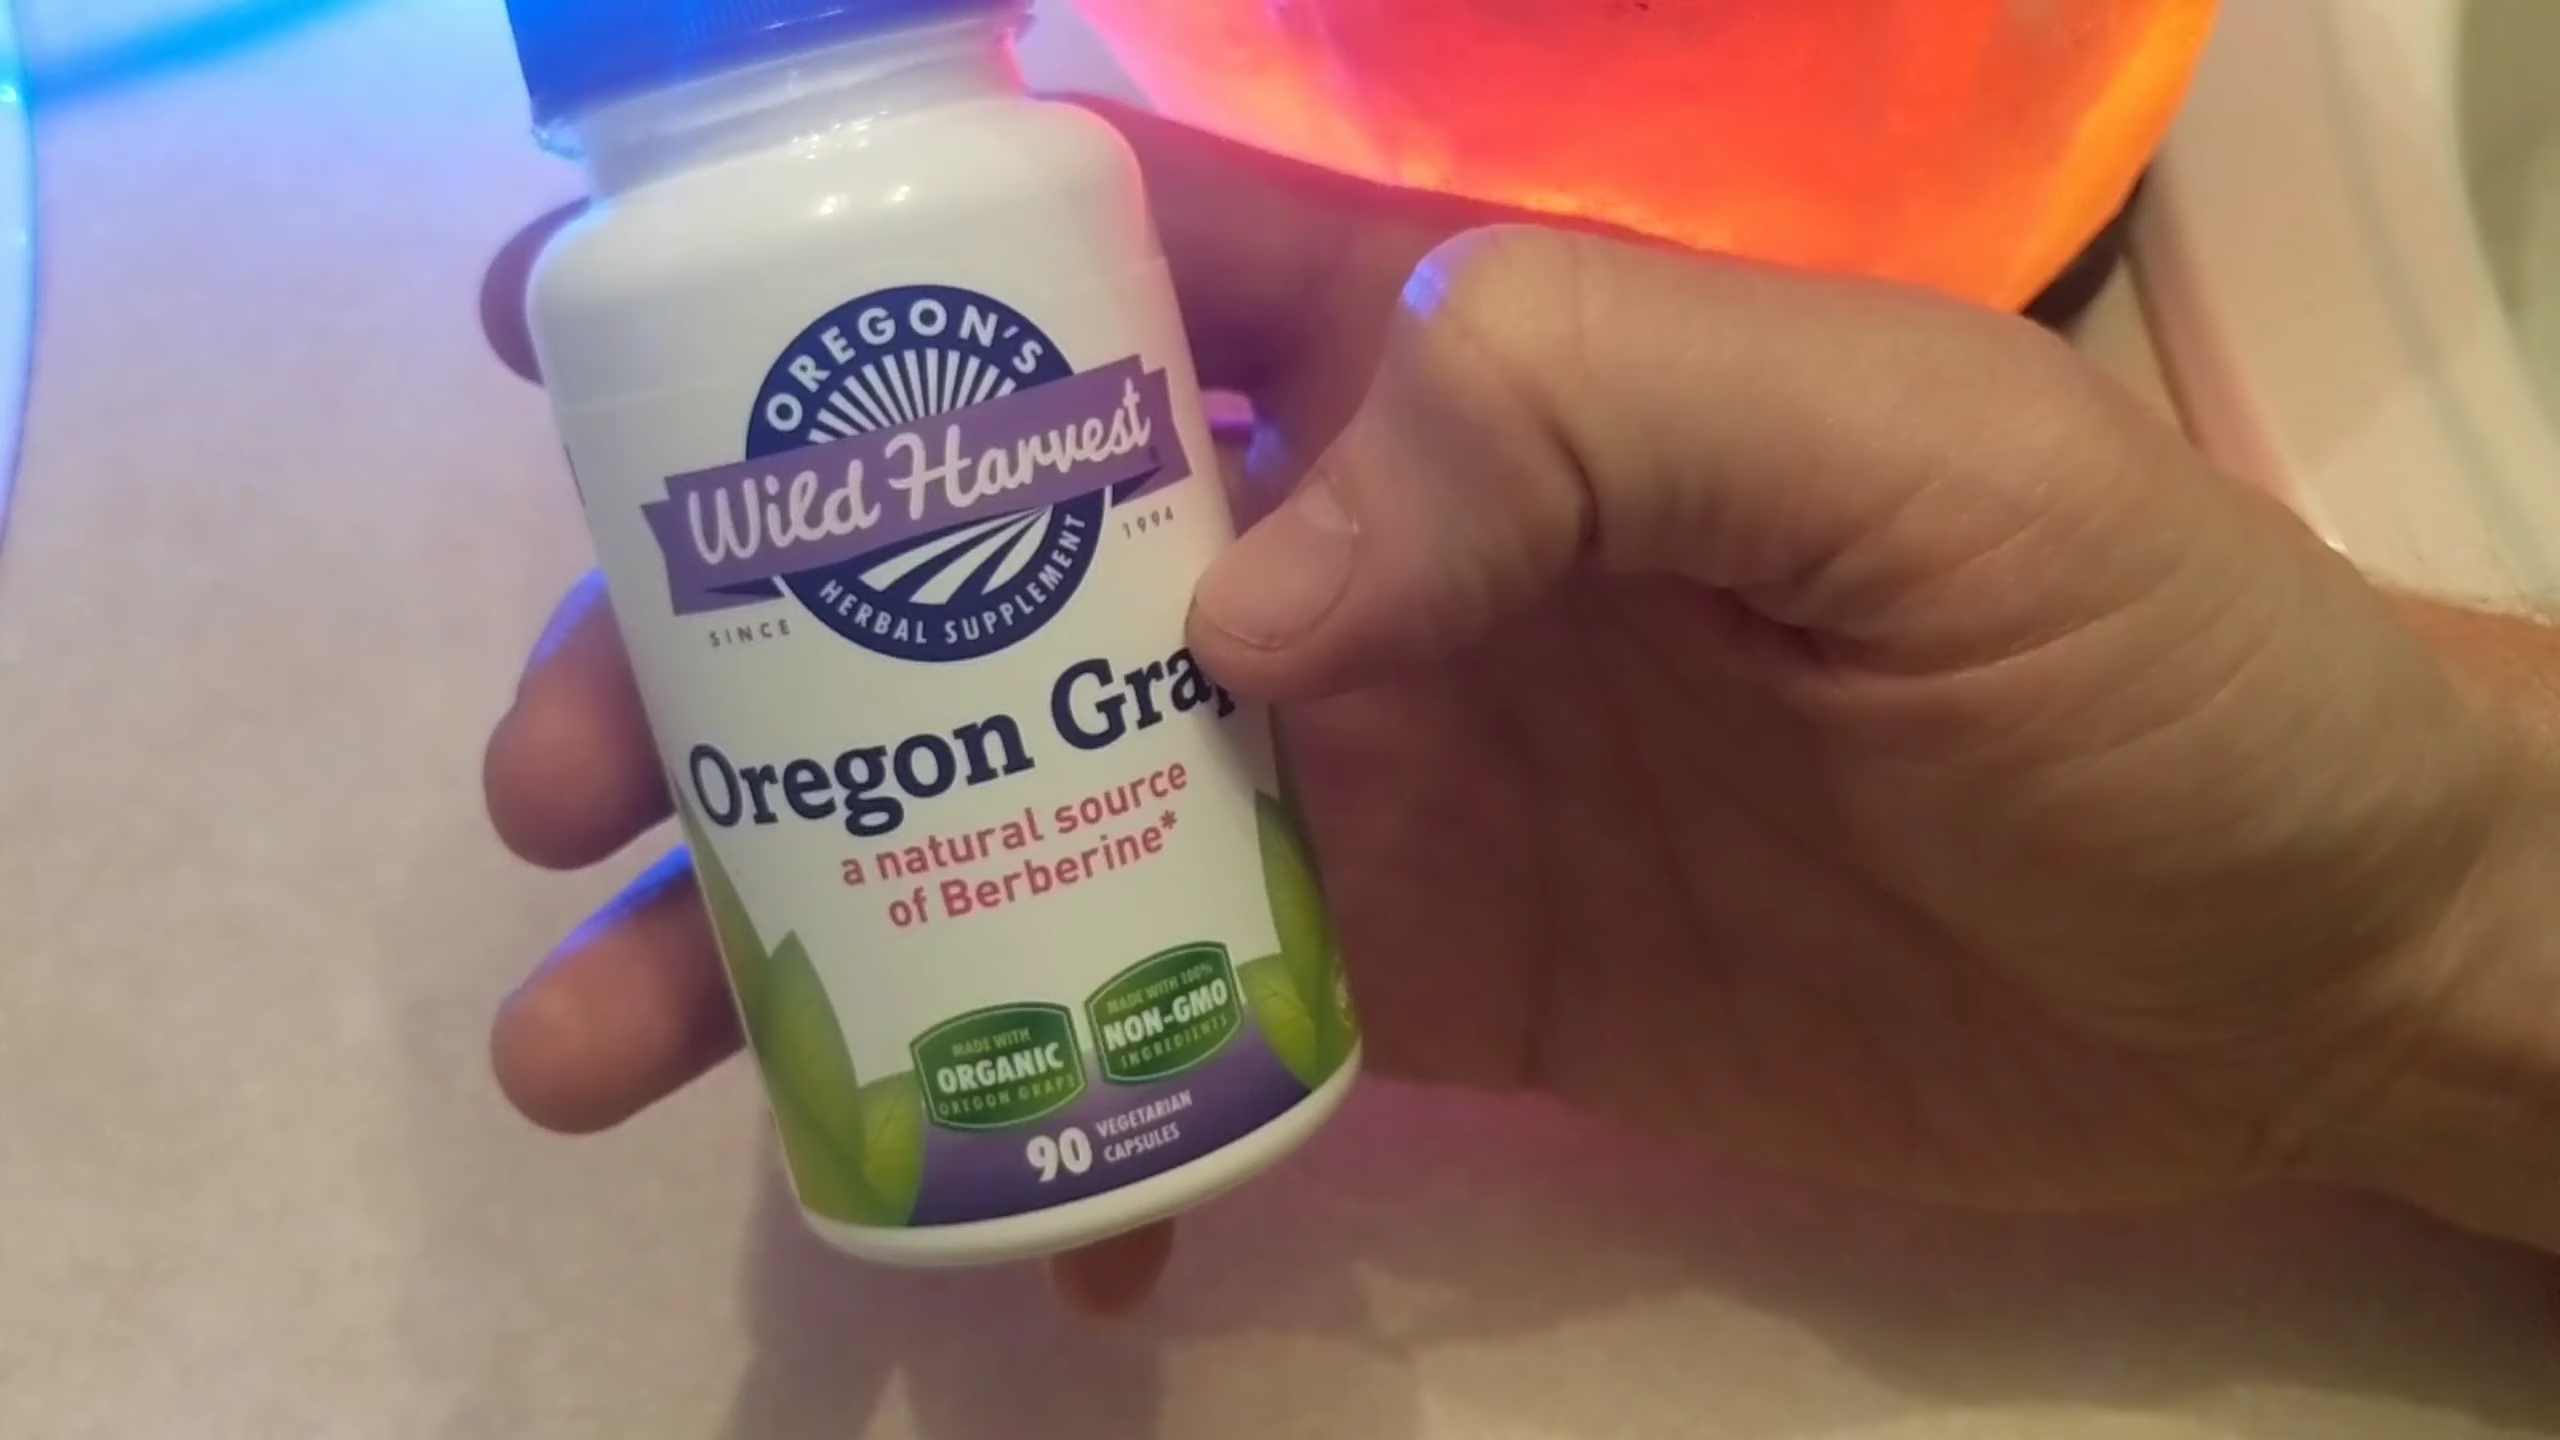 OREGON'S
Wild Harvest
SINCE 1994
HERBAL SUPPLEMENT
Oregon Gra
a natural source
of Berberine*
MADE WITH
ORGANIC
OREGON GRAPE
MADE WITH 100%
NON-GMO
INGREDIENTS
90 VEGETARIAN
CAPSULES